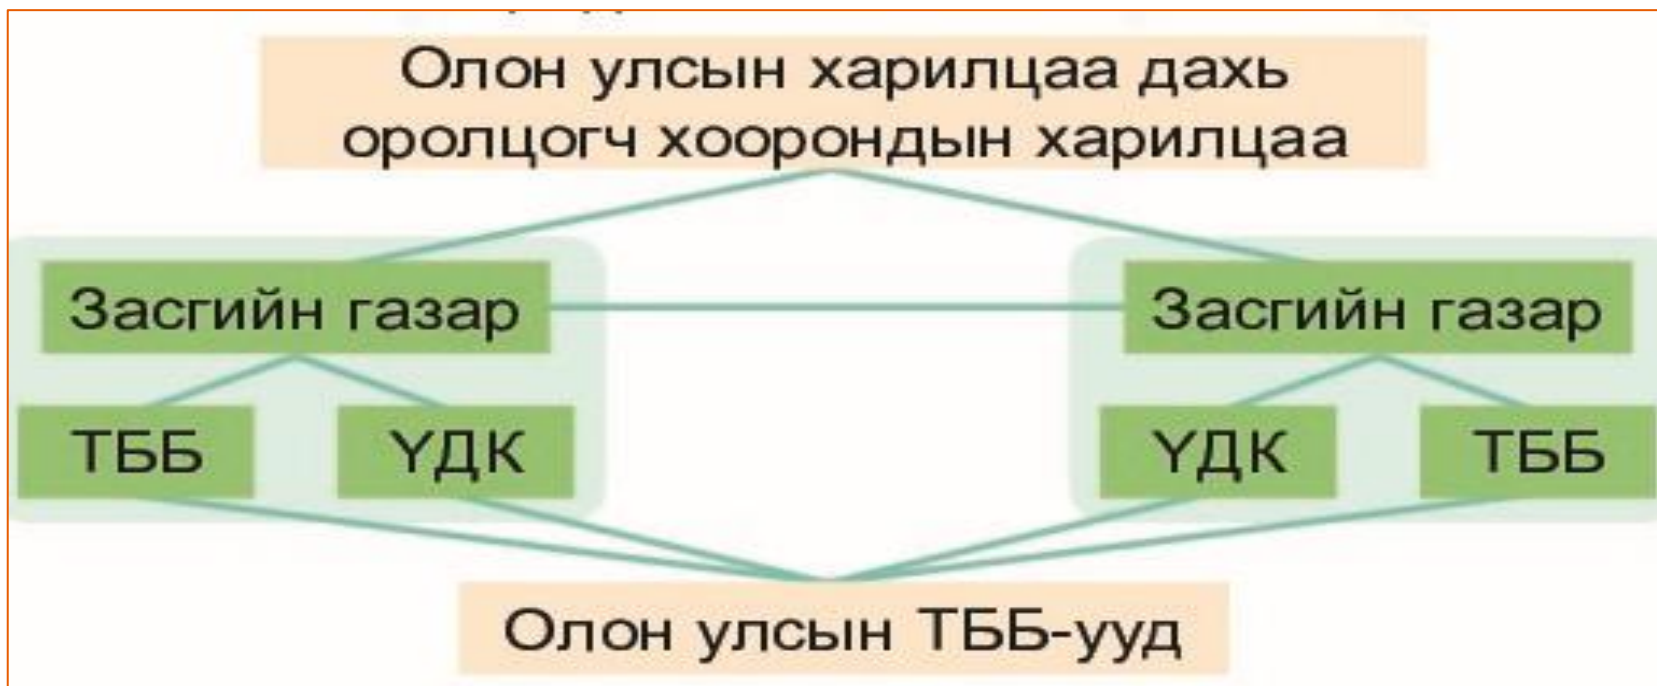 Олон улсын харилцаа дахь
оролцогч хоорондын харилцаа
Засгийн газар
Засгийн газар
ТББ
ҮДК
ҮДК
ТББ
Олон улсын ТББ-ууд